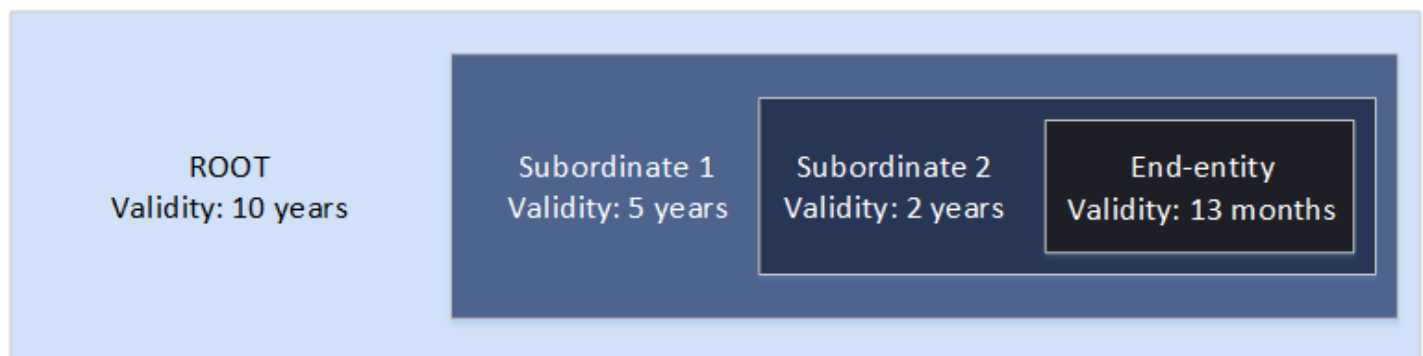 ROOT
Validity: 10 years
Subordinate 1
Validity: 5 years
Subordinate 2
Validity: 2 years
End-entity
Validity: 13 months